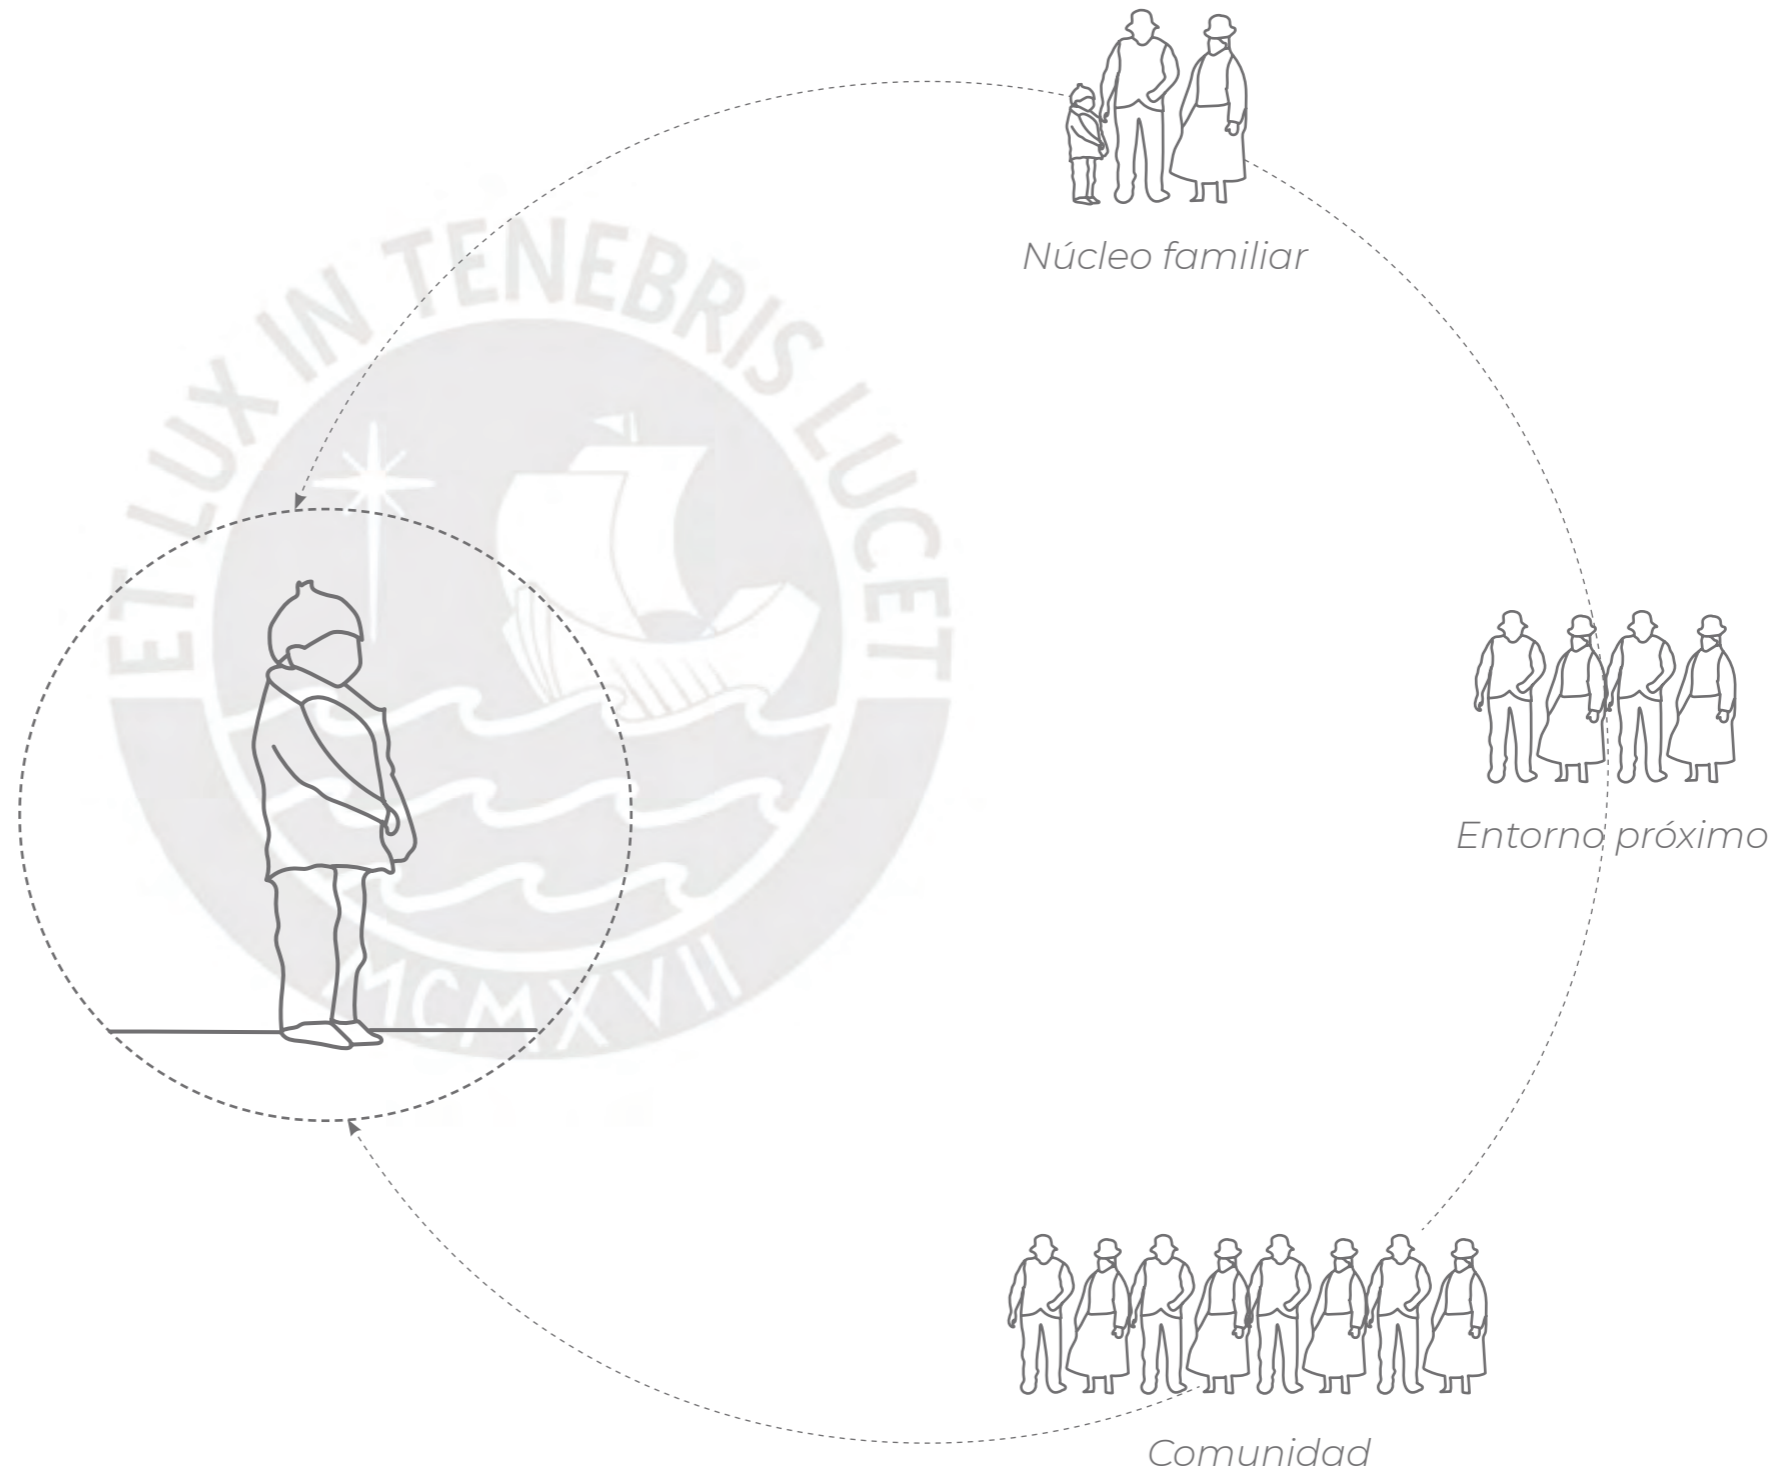 Núcleo familiar
ET LUX IN TENEBRIS LUCET
Entorno próximo
MCMXVII
Comunidad